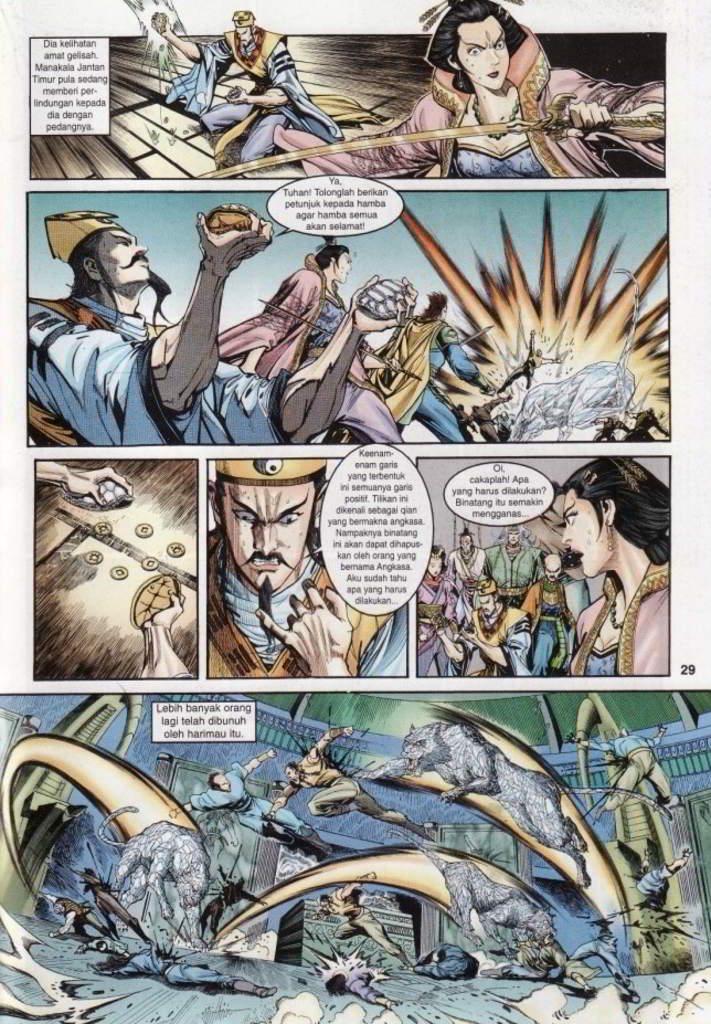 Dia kelihatan
amat gelisah.
Manakala Jantan
Timur pula sedang
memberi per-
lindungan kepada
dengan
pedangnya.
Ya,
Tuhan! Tolonglah berikan
petunjuk kepada hamba
agar hamba semua
akan selamat!
Keenam-
enam garis
yang terbentuk
ini semuanya garis
positif. Tilikan ini
dikenali sebagai qian
yang bermakna angkasa.
Nampaknya binatang
ini akan dapat dihapus-
kan oleh orang yang
bernama Angkasa.
Aku sudah tahu
apa yang harus
dilakukan...
Oi,
cakaplah! Apa
yang harus dilakukan?
Binatang itu semakin
mengganas...
29
Lebih banyak orang
lagi telah dibunuh
oleh harimau itu.